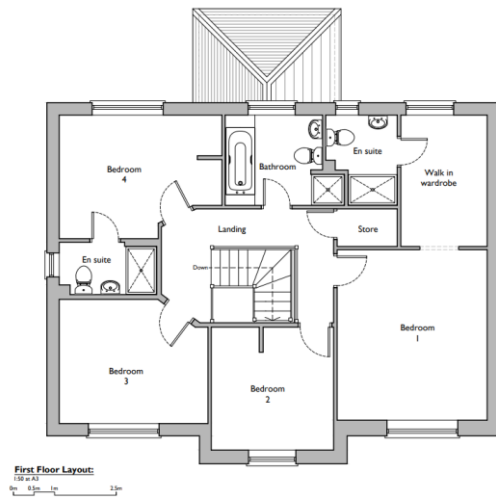 Bedroom
4
Bathroom
En suite
Walk in
wardrobe
Landing
Store
En suite
Down
Bedroom
1
Bedroom
3
Bedroom
2
First Floor Layout:
1:50 at A3
0m 0.5m 1m 2.5m